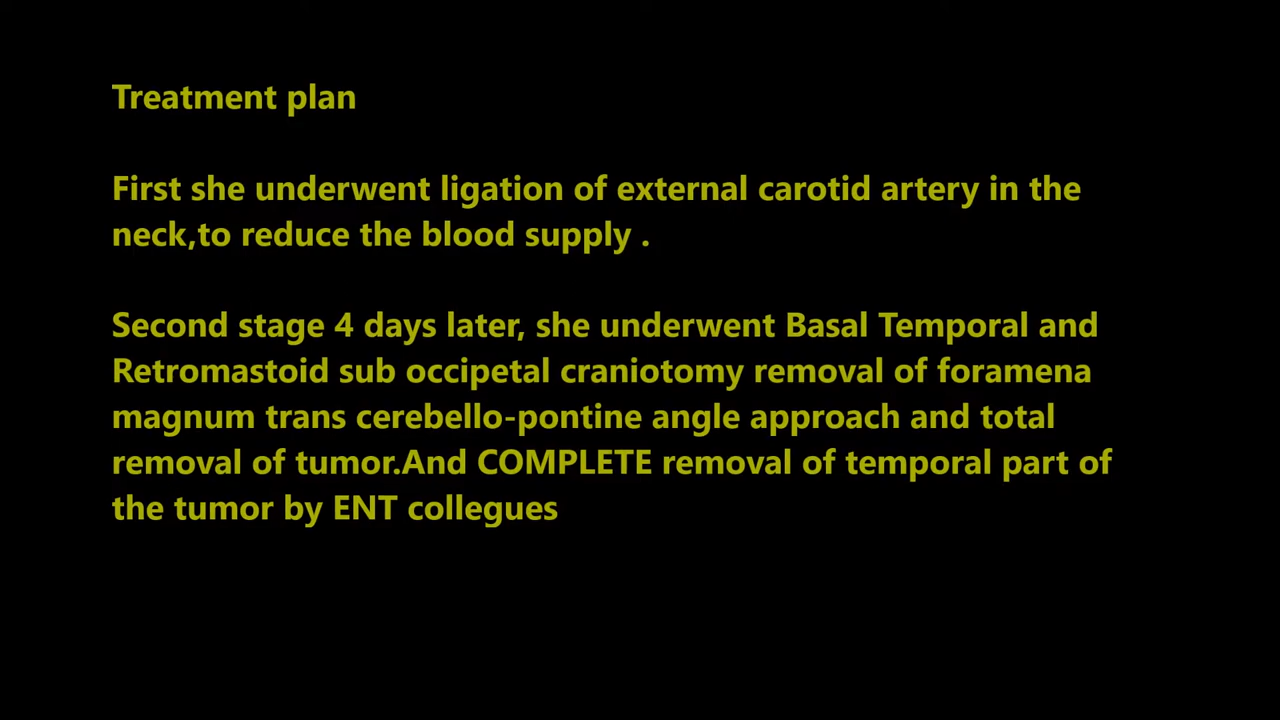 Treatment plan
First she underwent ligation of external carotid artery in the
neck,to reduce the blood supply .
Second stage 4 days later, she underwent Basal Temporal and
Retromastoid sub occipetal craniotomy removal of foramena
magnum trans cerebello-pontine angle approach and total
removal of tumor.And COMPLETE removal of temporal part of
the tumor by ENT collegues